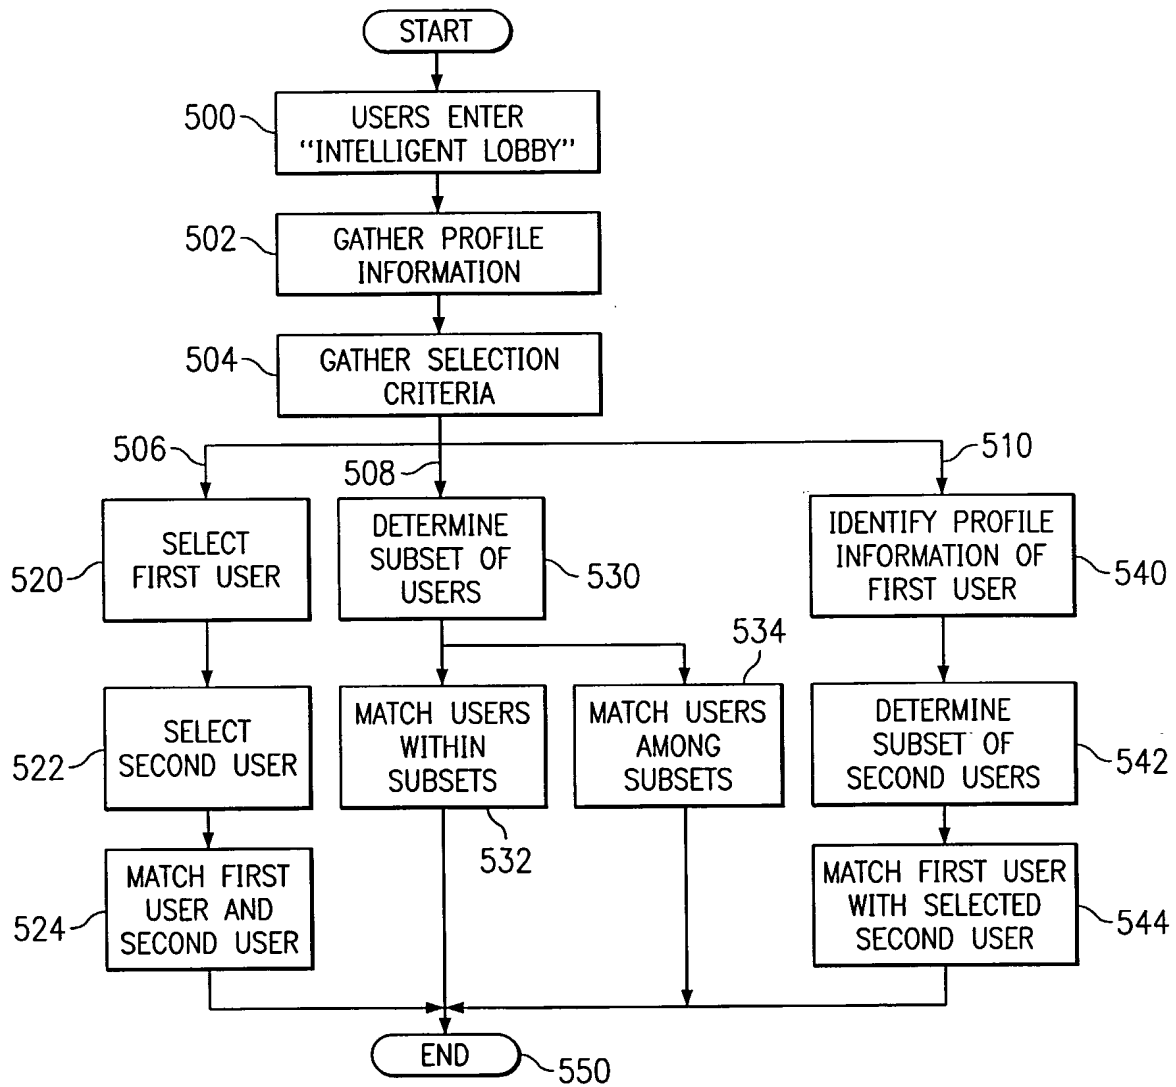 START
500
USERS ENTER
"INTELLIGENT LOBBY"
502
GATHER PROFILE
INFORMATION
504
GATHER SELECTION
CRITERIA
506
508
510
520
SELECT
FIRST USER
DETERMINE
SUBSET OF
USERS
530
IDENTIFY PROFILE
INFORMATION OF
FIRST USER
540
534
522
SELECT
SECOND USER
MATCH USERS
WITHIN
SUBSETS
532
MATCH USERS
AMONG
SUBSETS
DETERMINE
SUBSET OF
SECOND USERS
542
524
MATCH FIRST
USER AND
SECOND USER
MATCH FIRST USER
WITH SELECTED
SECOND USER
544
END
550